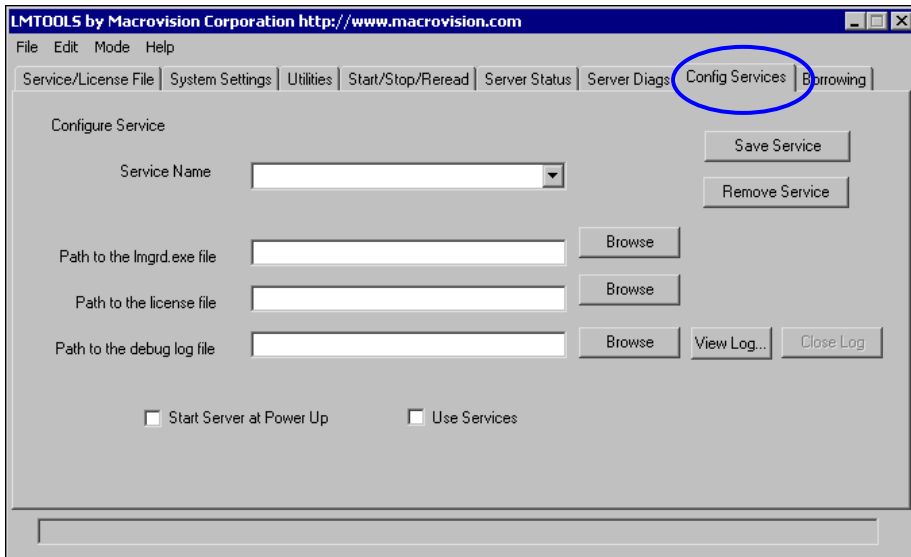 LMTOOLS by Macrovision Corporation http://www.macrovision.com
File Edit Mode Help
Service/License File System Settings Utilities Start/Stop/Reread Server Status Server Diags Config Services Borrowing
Configure Service
Save Service
Service Name
Remove Service
Path to the lmgrd.exe file Browse
Path to the license file Browse
Path to the debug log file Browse View Log... Close Log
Start Server at Power Up Use Services